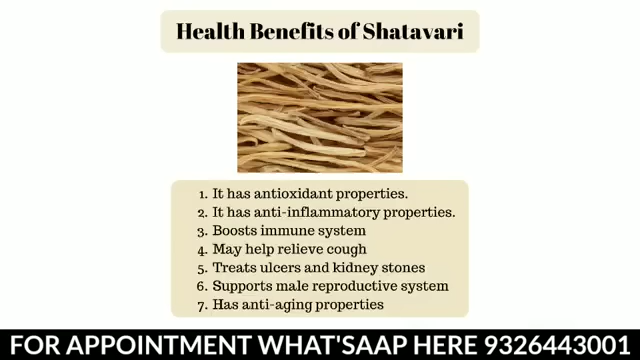 Health Benefits of Shatavari
1. It has antioxidant properties.
2. It has anti-inflammatory properties.
3. Boosts immune system
4. May help relieve cough
5. Treats ulcers and kidney stones
6. Supports male reproductive system
7. Has anti-aging properties
FOR APPOINTMENT WHAT'SAAP HERE 9326443001